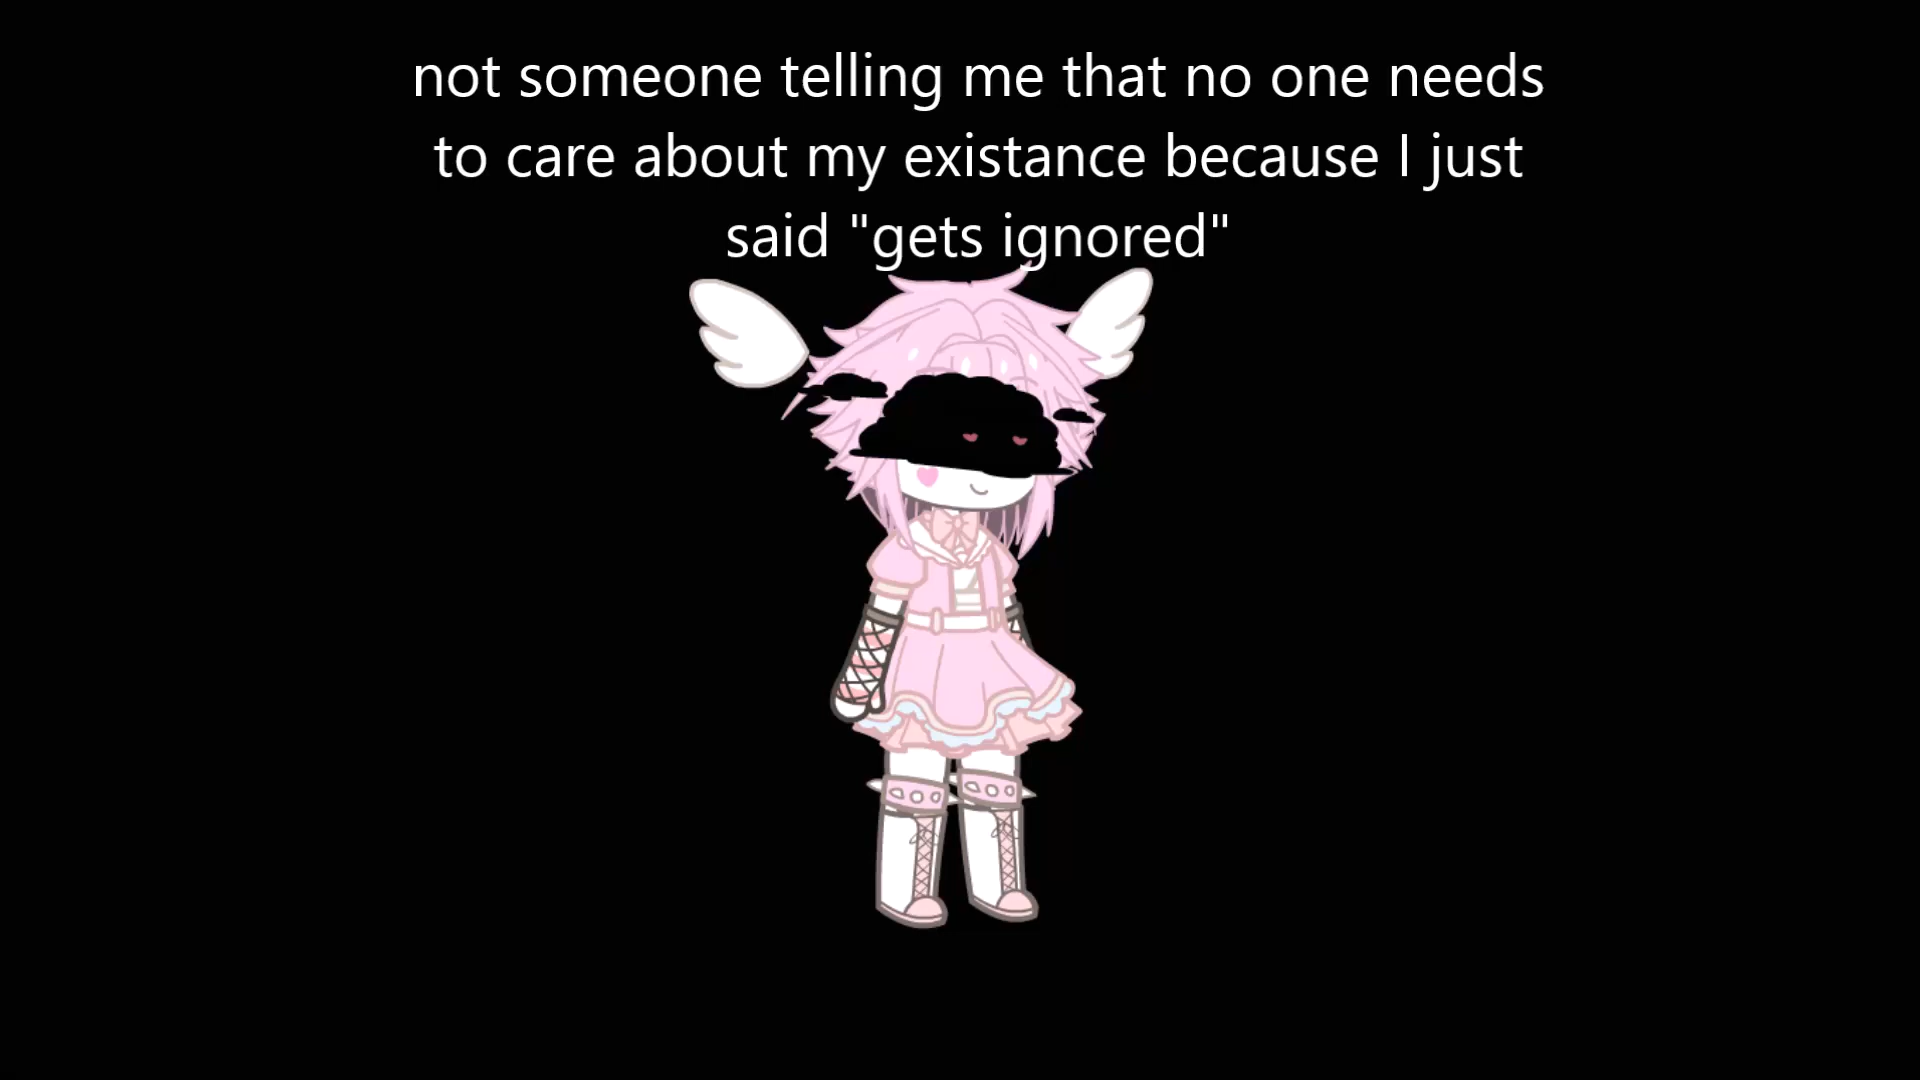 not someone telling me that no one needs
to care about my existance because I just
said "gets ignored"